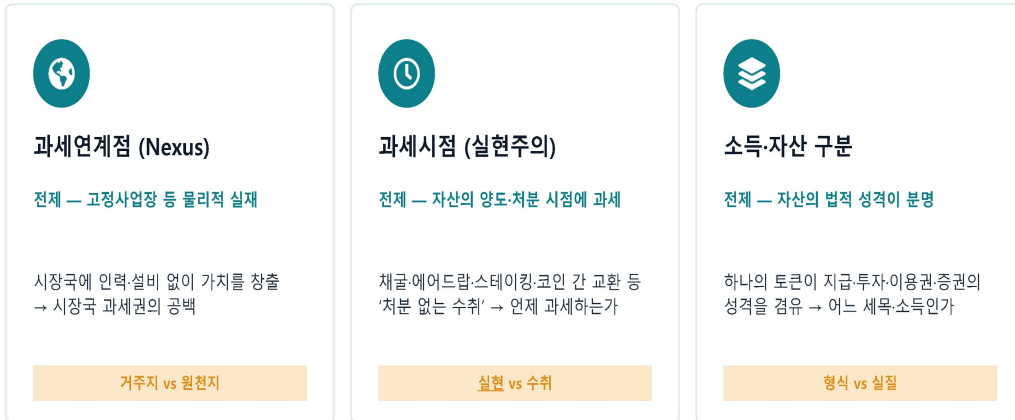 과세연계점 (Nexus)
전제 — 고정사업장 등 물리적 실재
시장국에 인력·설비 없이 가치를 창출
→ 시장국 과세권의 공백
거주지 vs 원천지
과세시점 (실현주의)
전제 — 자산의 양도·처분 시점에 과세
채굴·에어드랍·스테이킹·코인 간 교환 등
‘처분 없는 수취’ → 언제 과세하는가
실현 vs 수취
소득·자산 구분
전제 — 자산의 법적 성격이 분명
하나의 토큰이 지급·투자·이용권·증권의
성격을 겸유 → 어느 세목·소득인가
형식 vs 실질